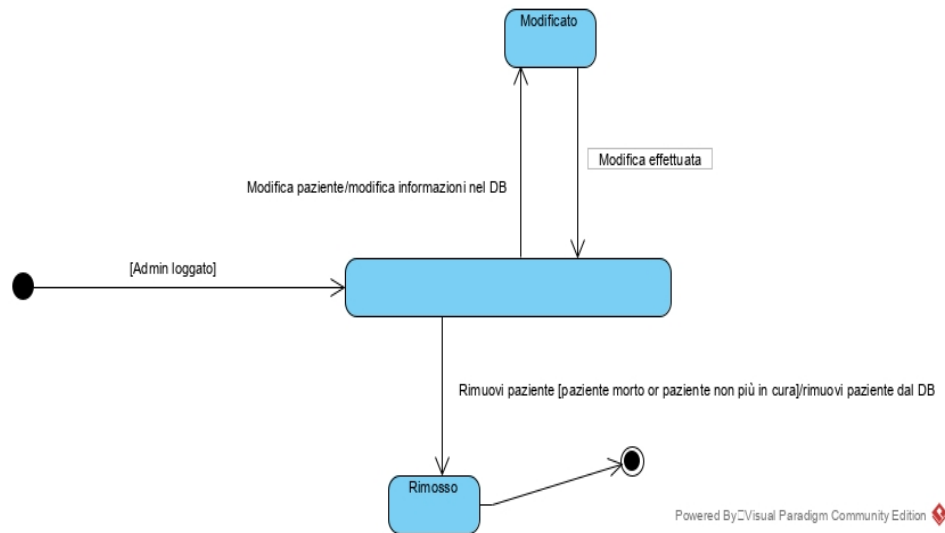 Modificato
Modifica effettuata
Modifica paziente/modifica informazioni nel DB
[Admin loggato]
Rimuovi paziente [paziente morto or paziente non più in cura]/rimuovi paziente dal DB
Rimosso
Powered By Visual Paradigm Community Edition